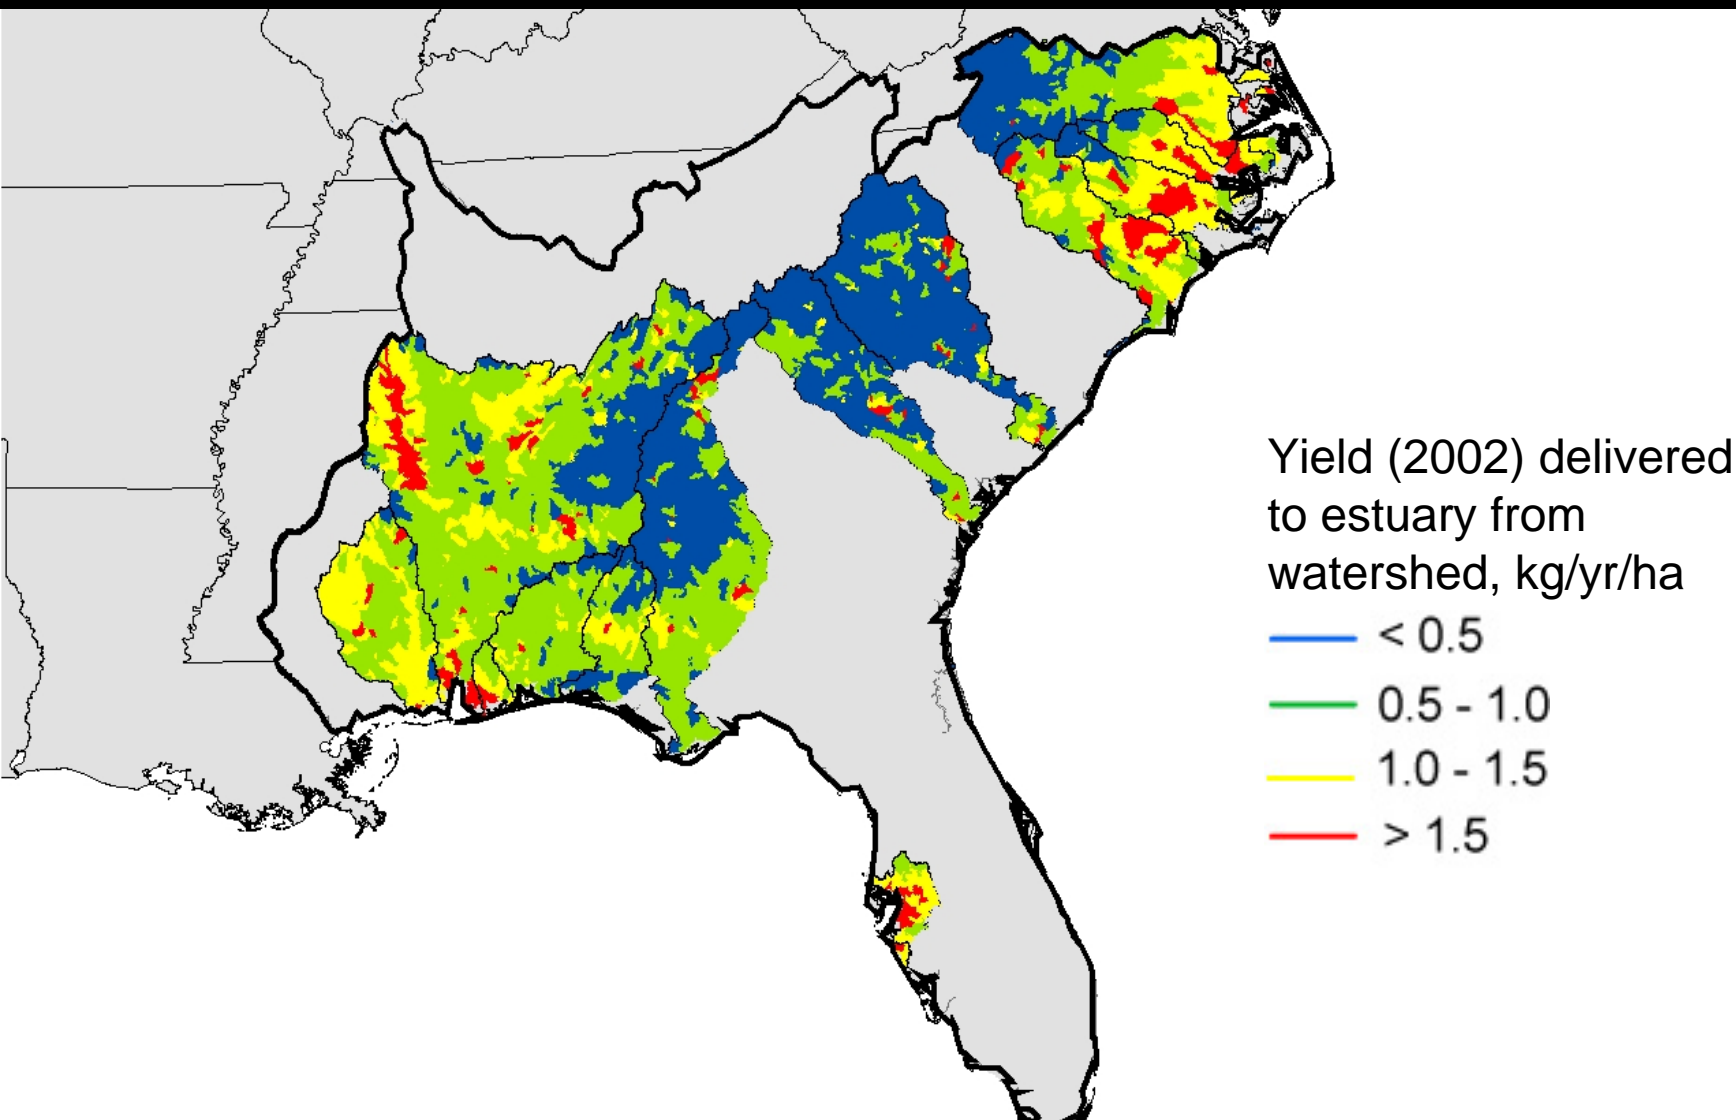 Yield (2002) delivered
to estuary from
watershed, kg/yr/ha
< 0.5
0.5 - 1.0
1.0 - 1.5
> 1.5